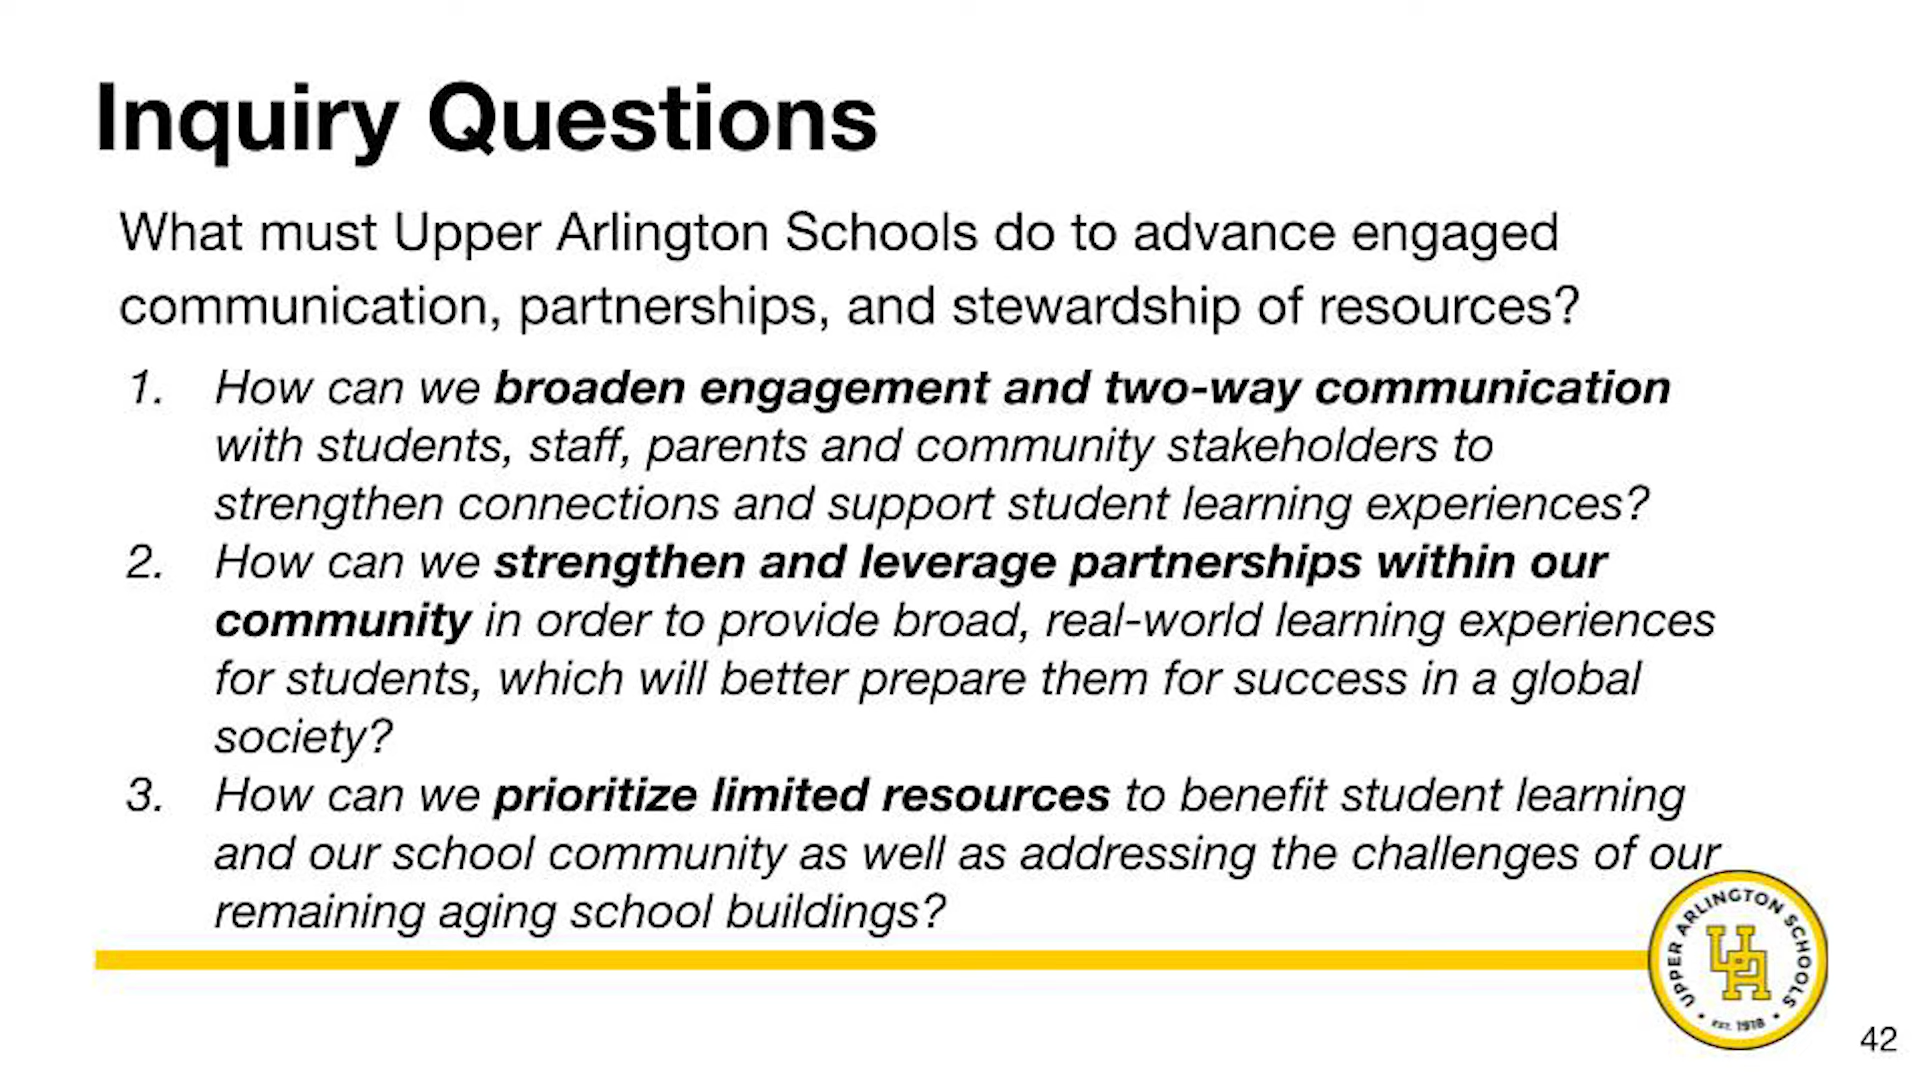 Inquiry Questions
What must Upper Arlington Schools do to advance engaged
communication, partnerships, and stewardship of resources?
1. How can we broaden engagement and two-way communication
with students, staff, parents and community stakeholders to
strengthen connections and support student learning experiences?
2. How can we strengthen and leverage partnerships within our
community in order to provide broad, real-world learning experiences
for students, which will better prepare them for success in a global
society?
3. How can we prioritize limited resources to benefit student learning
and our school community as well as addressing the challenges of our
remaining aging school buildings?
UPPER ARLINGTON SCHOOLS
UA
• EST. 1918 •
42